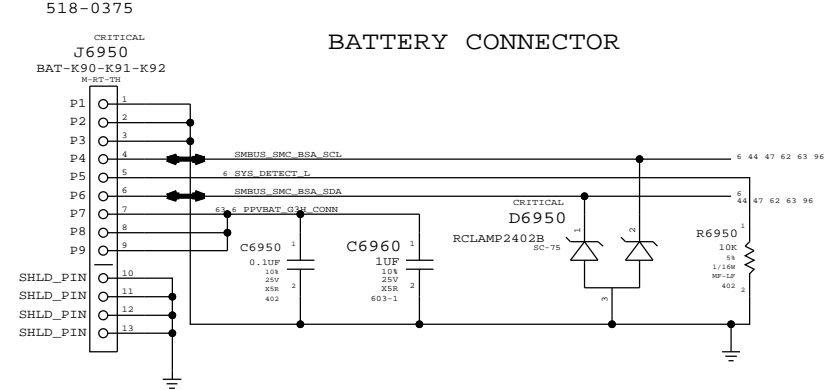 518-0375
CRITICAL
J6950
BAT-K90-K91-K92
M-RT-TH
BATTERY CONNECTOR
P1 1
P2 2
P3 3
P4 4 SMBUS_SMC_BSA_SCL 6 44 47 62 63 96
P5 5 6 SYS_DETECT_L
P6 6 SMBUS_SMC_BSA_SDA 6 44 47 62 63 96
P7 7 63 6 PPVBAT_G3H_CONN
P8 8
P9 9
SHLD_PIN 10
SHLD_PIN 11
SHLD_PIN 12
SHLD_PIN 13
C6950 1
0.1UF
10%
25V
X5R 2
402
C6960 1
1UF
10%
25V
X5R 2
603-1
CRITICAL
D6950
RCLAMP2402B
SC-75
1
2
3
R6950 1
10K
5%
1/16W
MF-LF
402 2